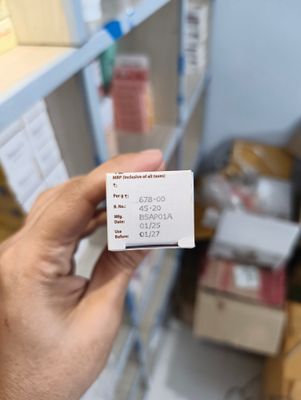 MRP (Inclusive of all taxes)
₹:
Per g ₹: 678·00
B. No.: 45·20
Mfg. Date: BSAP01A
01/25
Use Before: 01/27